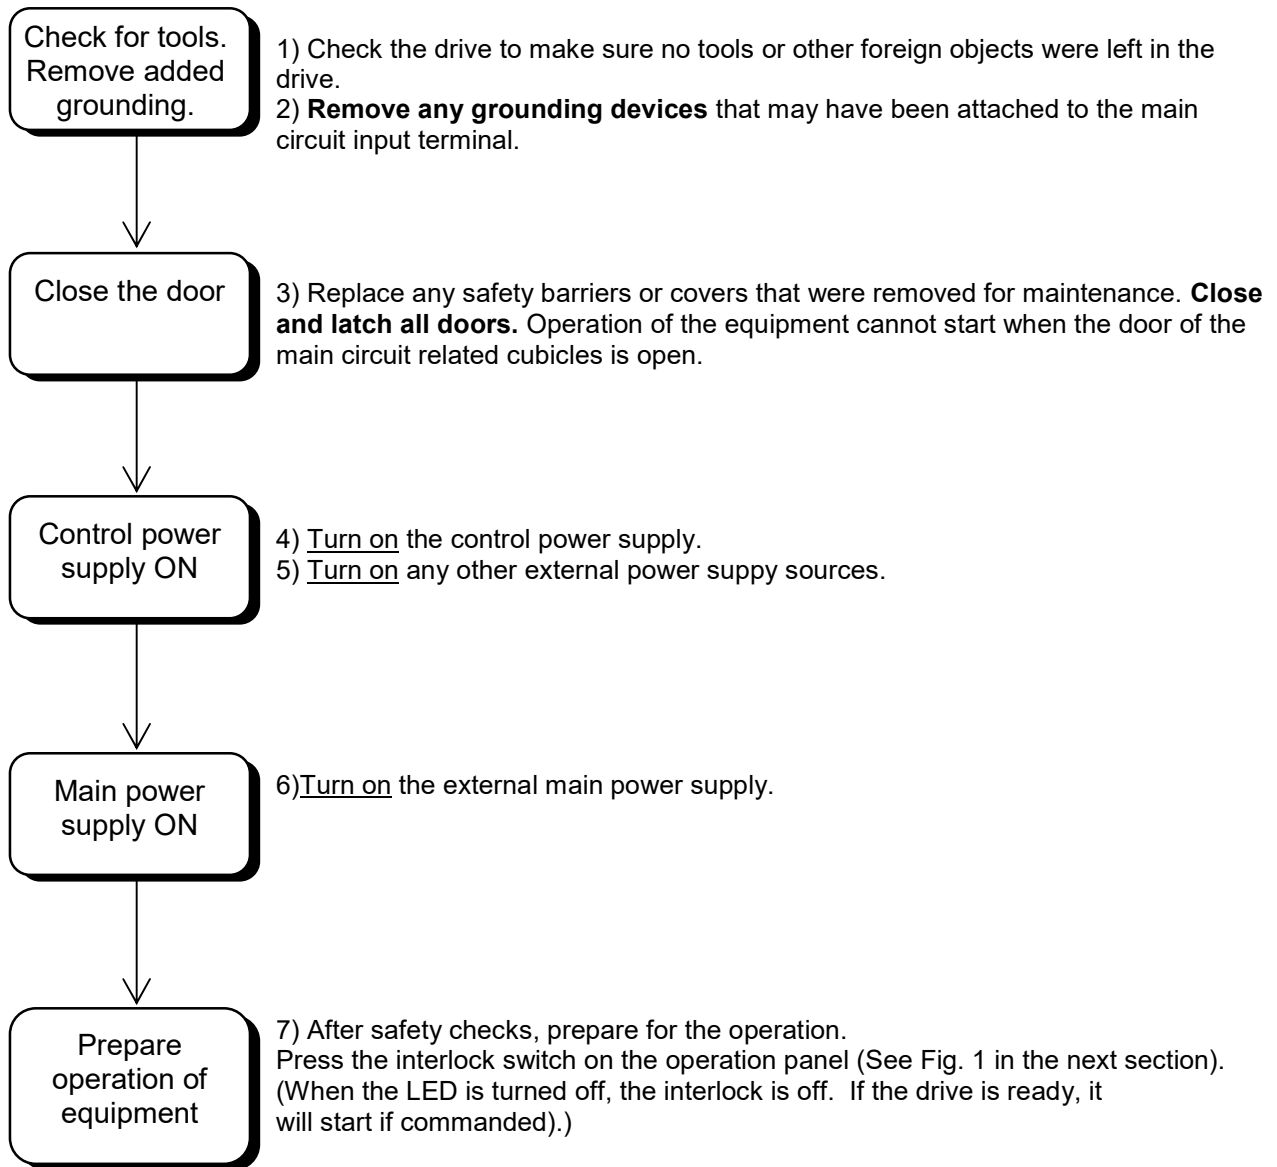 Check for tools.
Remove added
grounding.
1) Check the drive to make sure no tools or other foreign objects were left in the
drive.
2) Remove any grounding devices that may have been attached to the main
circuit input terminal.
Close the door
3) Replace any safety barriers or covers that were removed for maintenance. Close
and latch all doors. Operation of the equipment cannot start when the door of the
main circuit related cubicles is open.
Control power
supply ON
4) Turn on the control power supply.
5) Turn on any other external power suppy sources.
Main power
supply ON
6)Turn on the external main power supply.
Prepare
operation of
equipment
7) After safety checks, prepare for the operation.
Press the interlock switch on the operation panel (See Fig. 1 in the next section).
(When the LED is turned off, the interlock is off.  If the drive is ready, it
will start if commanded).)